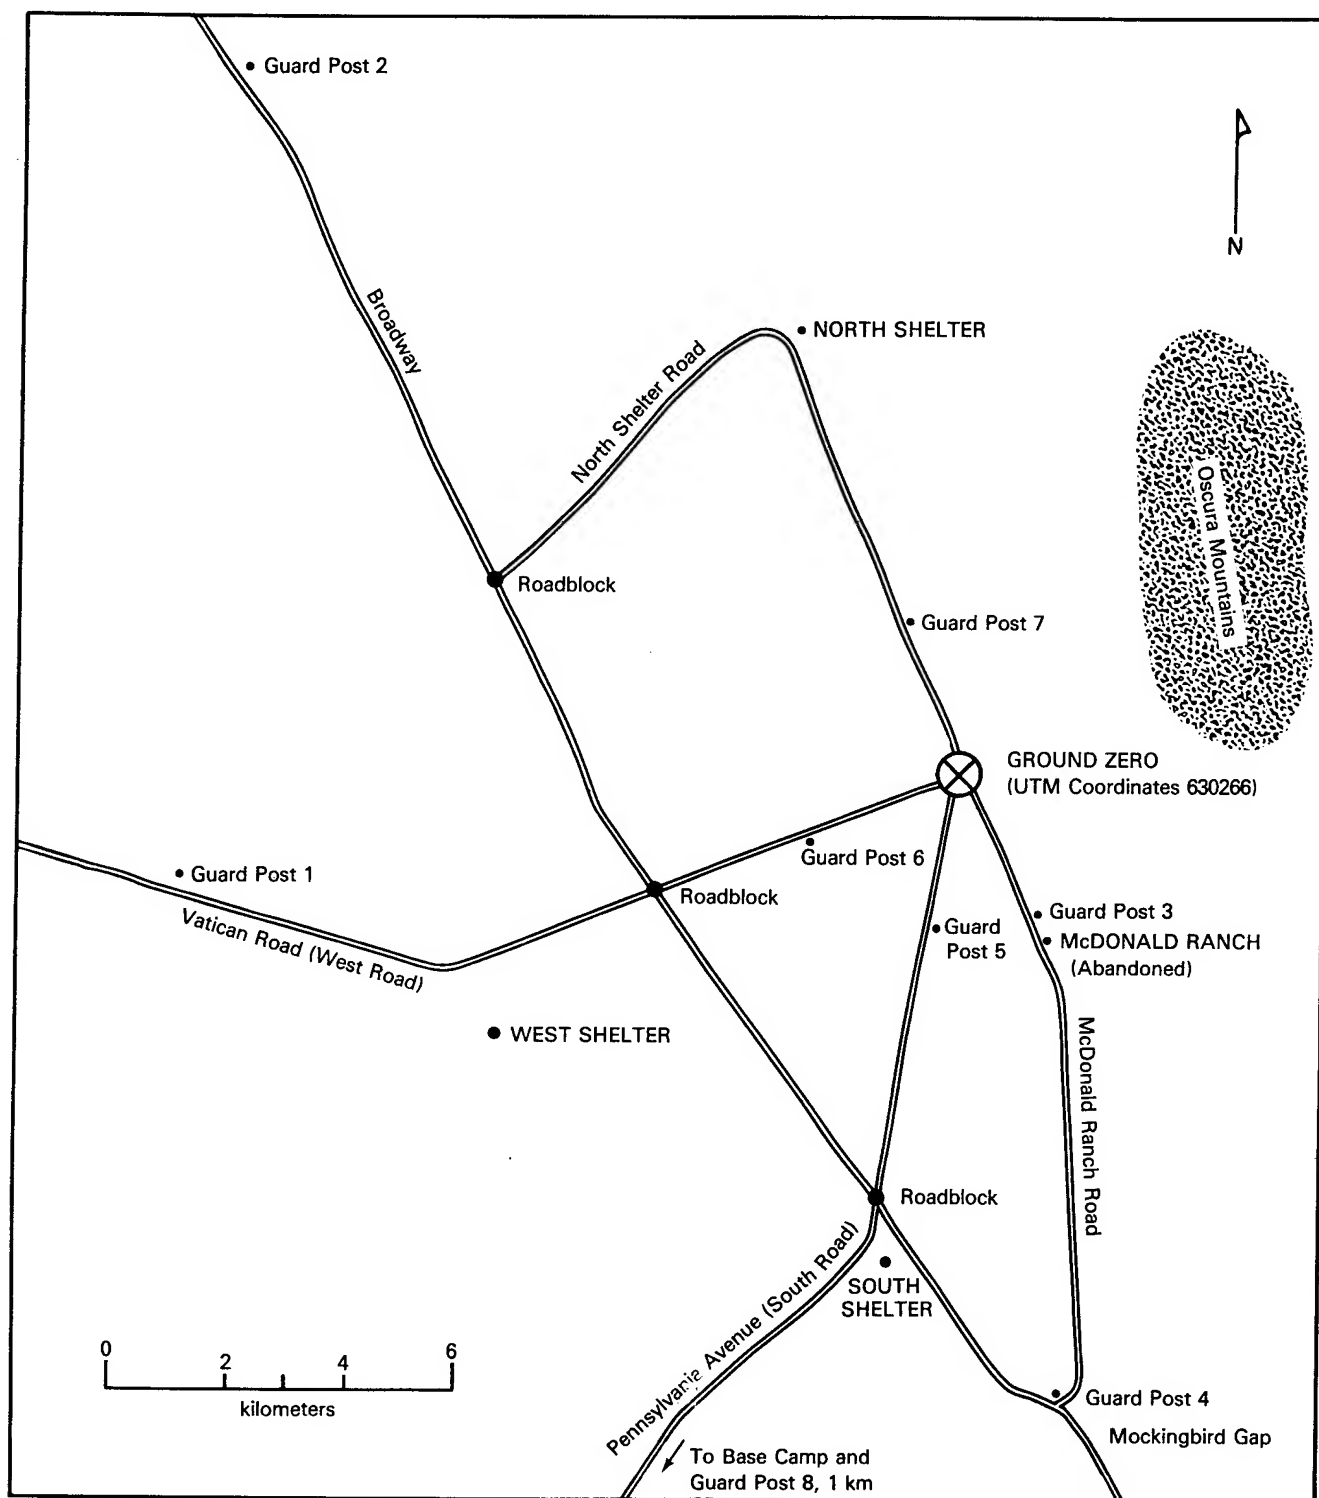 Guard Post 2
N
Broadway
North Shelter Road
NORTH SHELTER
Oscura Mountains
Roadblock
Guard Post 7
GROUND ZERO
(UTM Coordinates 630266)
Guard Post 6
Guard Post 1
Vatican Road (West Road)
Roadblock
Guard Post 3
Guard
Post 5
McDONALD RANCH
(Abandoned)
WEST SHELTER
McDonald Ranch Road
Roadblock
Pennsylvania Avenue (South Road)
SOUTH
SHELTER
0 2 4 6
kilometers
Guard Post 4
Mockingbird Gap
To Base Camp and
Guard Post 8, 1 km